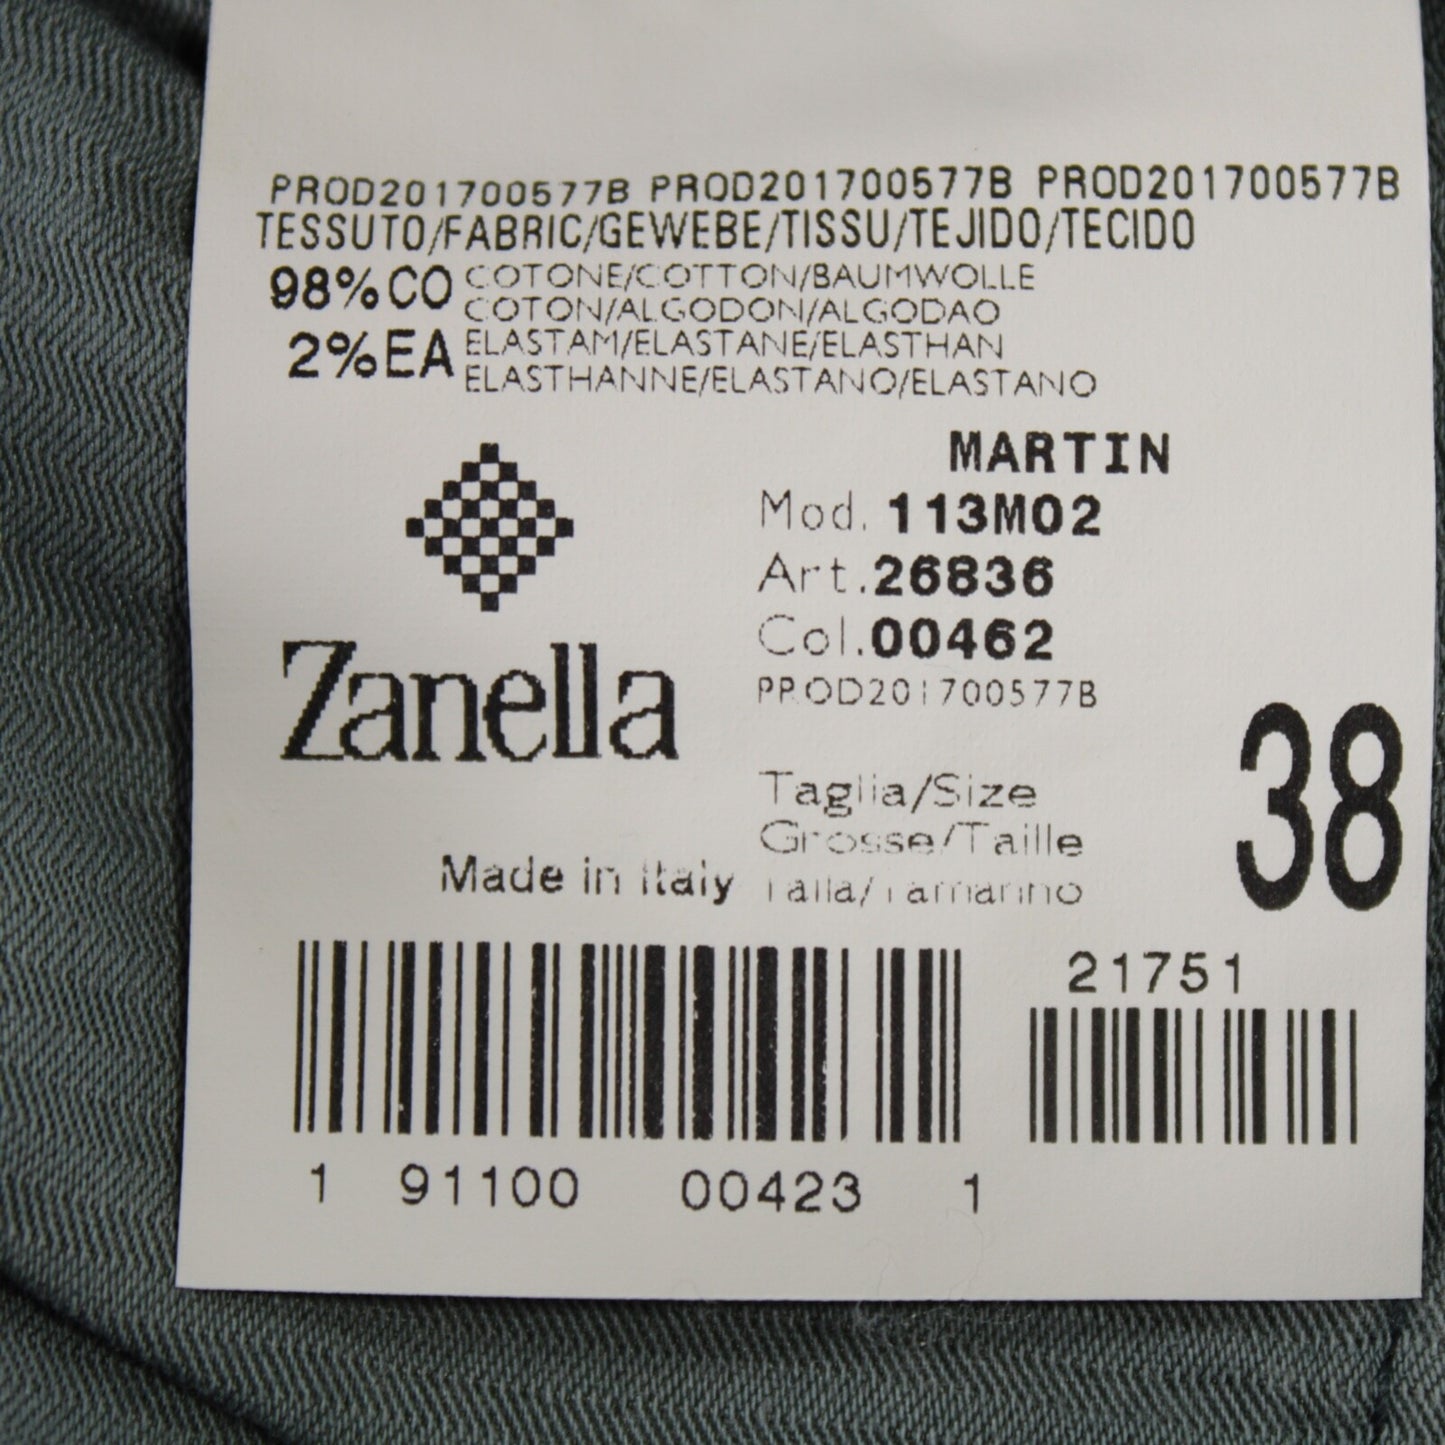 PROD201700577B PROD201700577B PROD201700577B
TESSUTO/FABRIC/GEWEBE/TISSU/TEJIDO/TECIDO
98%CO COTONE/COTTON/BAUMWOLLE
COTON/ALGODON/ALGODAO
2%EA ELASTAM/ELASTANE/ELASTHAN
ELASTHANNE/ELASTANO/ELASTANO
MARTIN
Mod. 113M02
Art.26836
Col.00462
PROD201700577B
Zanella
Taglia/Size
Grosse/Taille
Talla/Tamanho
38
Made in Italy
21751
1 91100 00423 1